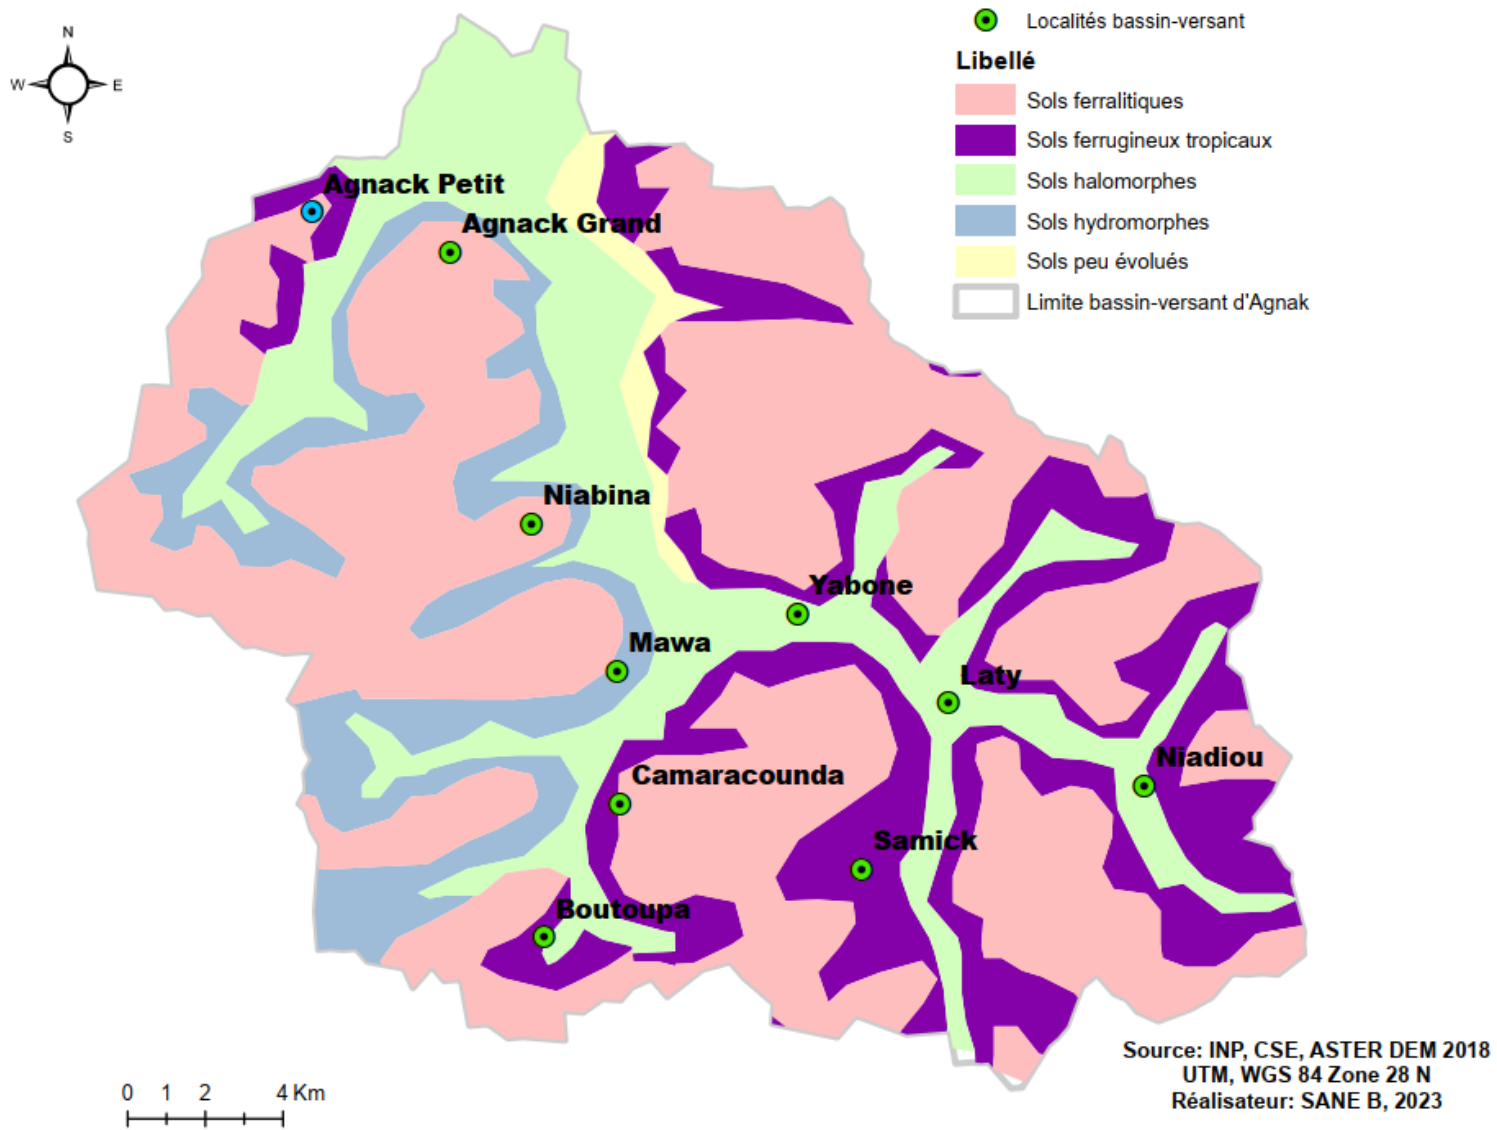 N
W
E
S
Localités bassin-versant
Libellé
Sols ferralitiques
Sols ferrugineux tropicaux
Sols halomorphes
Sols hydromorphes
Sols peu évolués
Limite bassin-versant d'Agnak
Agnack Petit
Agnack Grand
Niabina
Yabone
Mawa
Laty
Niadiou
Camaracounda
Samick
Boutoupa
Source: INP, CSE, ASTER DEM 2018
UTM, WGS 84 Zone 28 N
Réalisateur: SANE B, 2023
0 1 2 4 Km